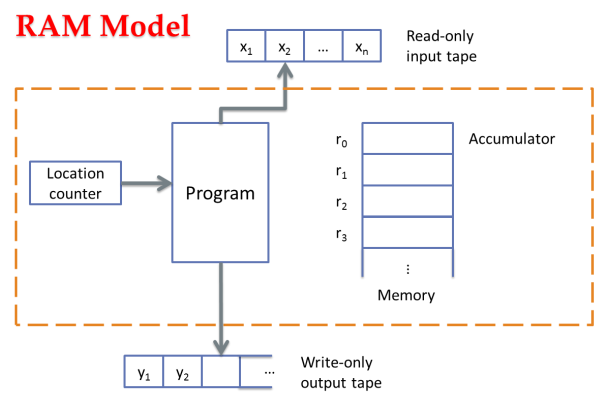 RAM Model
x1 x2 ... xn
Read-only
input tape
Location
counter
Program
r0
Accumulator
r1
r2
r3
⋮
Memory
y1 y2 ...
Write-only
output tape